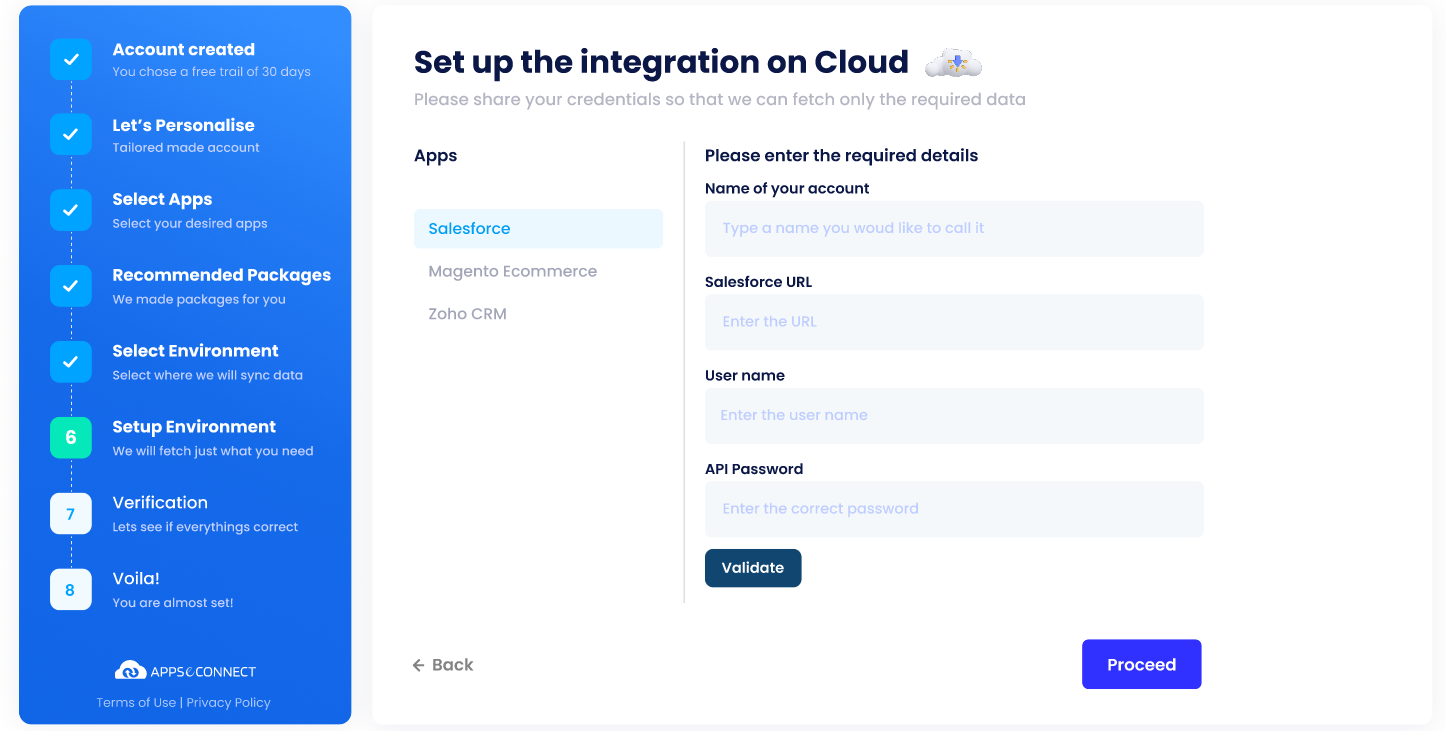 Account created
You chose a free trail of 30 days
Let's Personalise
Tailored made account
Select Apps
Select your desired apps
Recommended Packages
We made packages for you
Select Environment
Select where we will sync data
6
Setup Environment
We will fetch just what you need
7
Verification
Lets see if everythings correct
8
Voila!
You are almost set!
APPSeCONNECT
Terms of Use | Privacy Policy
Set up the integration on Cloud
Please share your credentials so that we can fetch only the required data
Apps
Salesforce
Magento Ecommerce
Zoho CRM
Please enter the required details
Name of your account
Type a name you woud like to call it
Salesforce URL
Enter the URL
User name
Enter the user name
API Password
Enter the correct password
Validate
← Back
Proceed